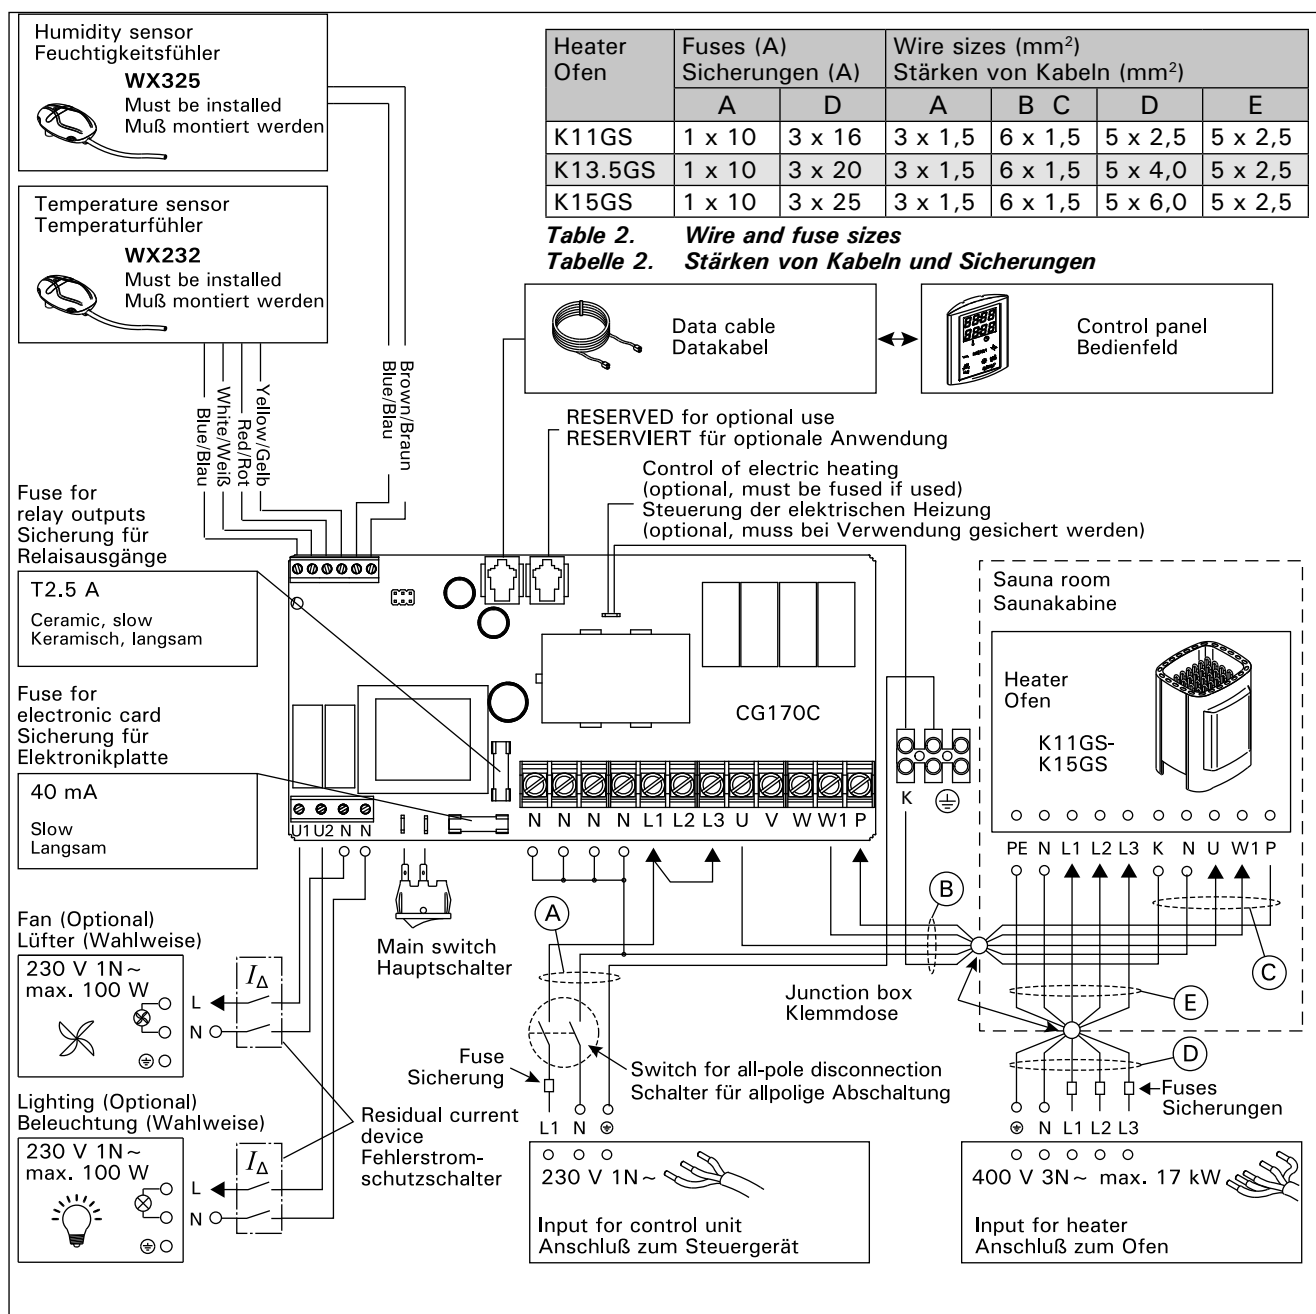 Humidity sensor
Feuchtigkeitsfühler
WX325
Must be installed
Muß montiert werden
Temperature sensor
Temperaturfühler
WX232
Must be installed
Muß montiert werden
Heater
Ofen
Fuses (A)
Sicherungen (A)
Wire sizes (mm²)
Stärken von Kabeln (mm²)
A D A B C D E
K11GS 1 x 10 3 x 16 3 x 1,5 6 x 1,5 5 x 2,5 5 x 2,5
K13.5GS 1 x 10 3 x 20 3 x 1,5 6 x 1,5 5 x 4,0 5 x 2,5
K15GS 1 x 10 3 x 25 3 x 1,5 6 x 1,5 5 x 6,0 5 x 2,5
Table 2. Wire and fuse sizes
Tabelle 2. Stärken von Kabeln und Sicherungen
Data cable
Datakabel
Control panel
Bedienfeld
Brown/Braun
Blue/Blau
Yellow/Gelb
Red/Rot
White/Weiß
Blue/Blau
RESERVED for optional use
RESERVIERT für optionale Anwendung
Control of electric heating
(optional, must be fused if used)
Steuerung der elektrischen Heizung
(optional, muss bei Verwendung gesichert werden)
Fuse for
relay outputs
Sicherung für
Relaisausgänge
T2.5 A
Ceramic, slow
Keramisch, langsam
Fuse for
electronic card
Sicherung für
Elektronikplatte
40 mA
Slow
Langsam
CG170C
U1 U2 N N
N N N N L1 L2 L3 U V W W1 P
K ⏚
Sauna room
Saunakabine
Heater
Ofen
K11GS-
K15GS
PE N L1 L2 L3 K N U W1 P
A
B
C
E
D
Main switch
Hauptschalter
Junction box
Klemmdose
Fan (Optional)
Lüfter (Wahlweise)
230 V 1N~
max. 100 W
L
N
IΔ
Fuse
Sicherung
Switch for all-pole disconnection
Schalter für allpolige Abschaltung
Fuses
Sicherungen
Lighting (Optional)
Beleuchtung (Wahlweise)
230 V 1N~
max. 100 W
L
N
IΔ
Residual current
device
Fehlerstrom-
schutzschalter
L1 N ⏚
230 V 1N~
Input for control unit
Anschluß zum Steuergerät
⏚ N L1 L2 L3
400 V 3N~ max. 17 kW
Input for heater
Anschluß zum Ofen